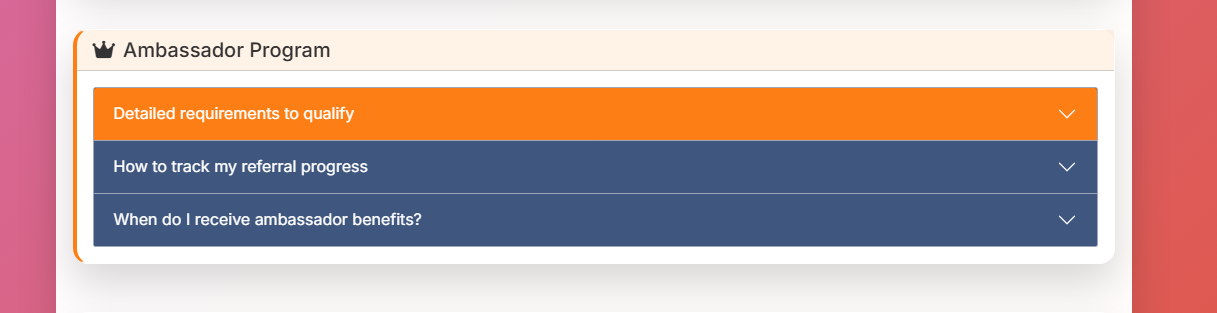 Ambassador Program
Detailed requirements to qualify
How to track my referral progress
When do I receive ambassador benefits?